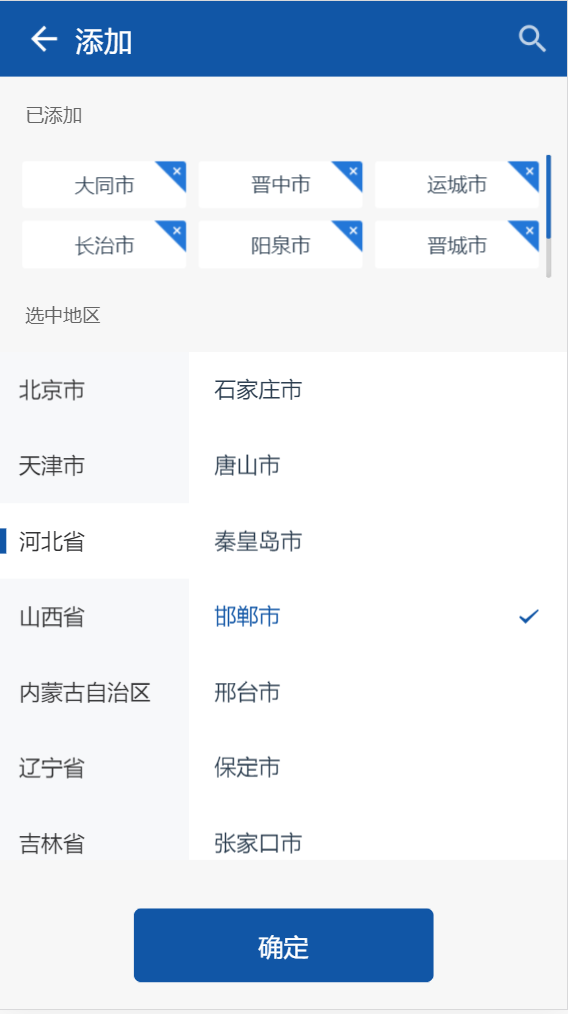 添加
已添加
大同市 晋中市 运城市
长治市 阳泉市 晋城市
选中地区
北京市 石家庄市
天津市 唐山市
河北省 秦皇岛市
山西省 邯郸市
内蒙古自治区 邢台市
辽宁省 保定市
吉林省 张家口市
确定